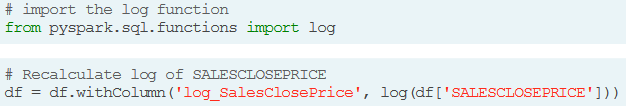 # import the log function
from pyspark.sql.functions import log
# Recalculate log of SALESCLOSEPRICE
df = df.withColumn('log_SalesClosePrice', log(df['SALESCLOSEPRICE']))